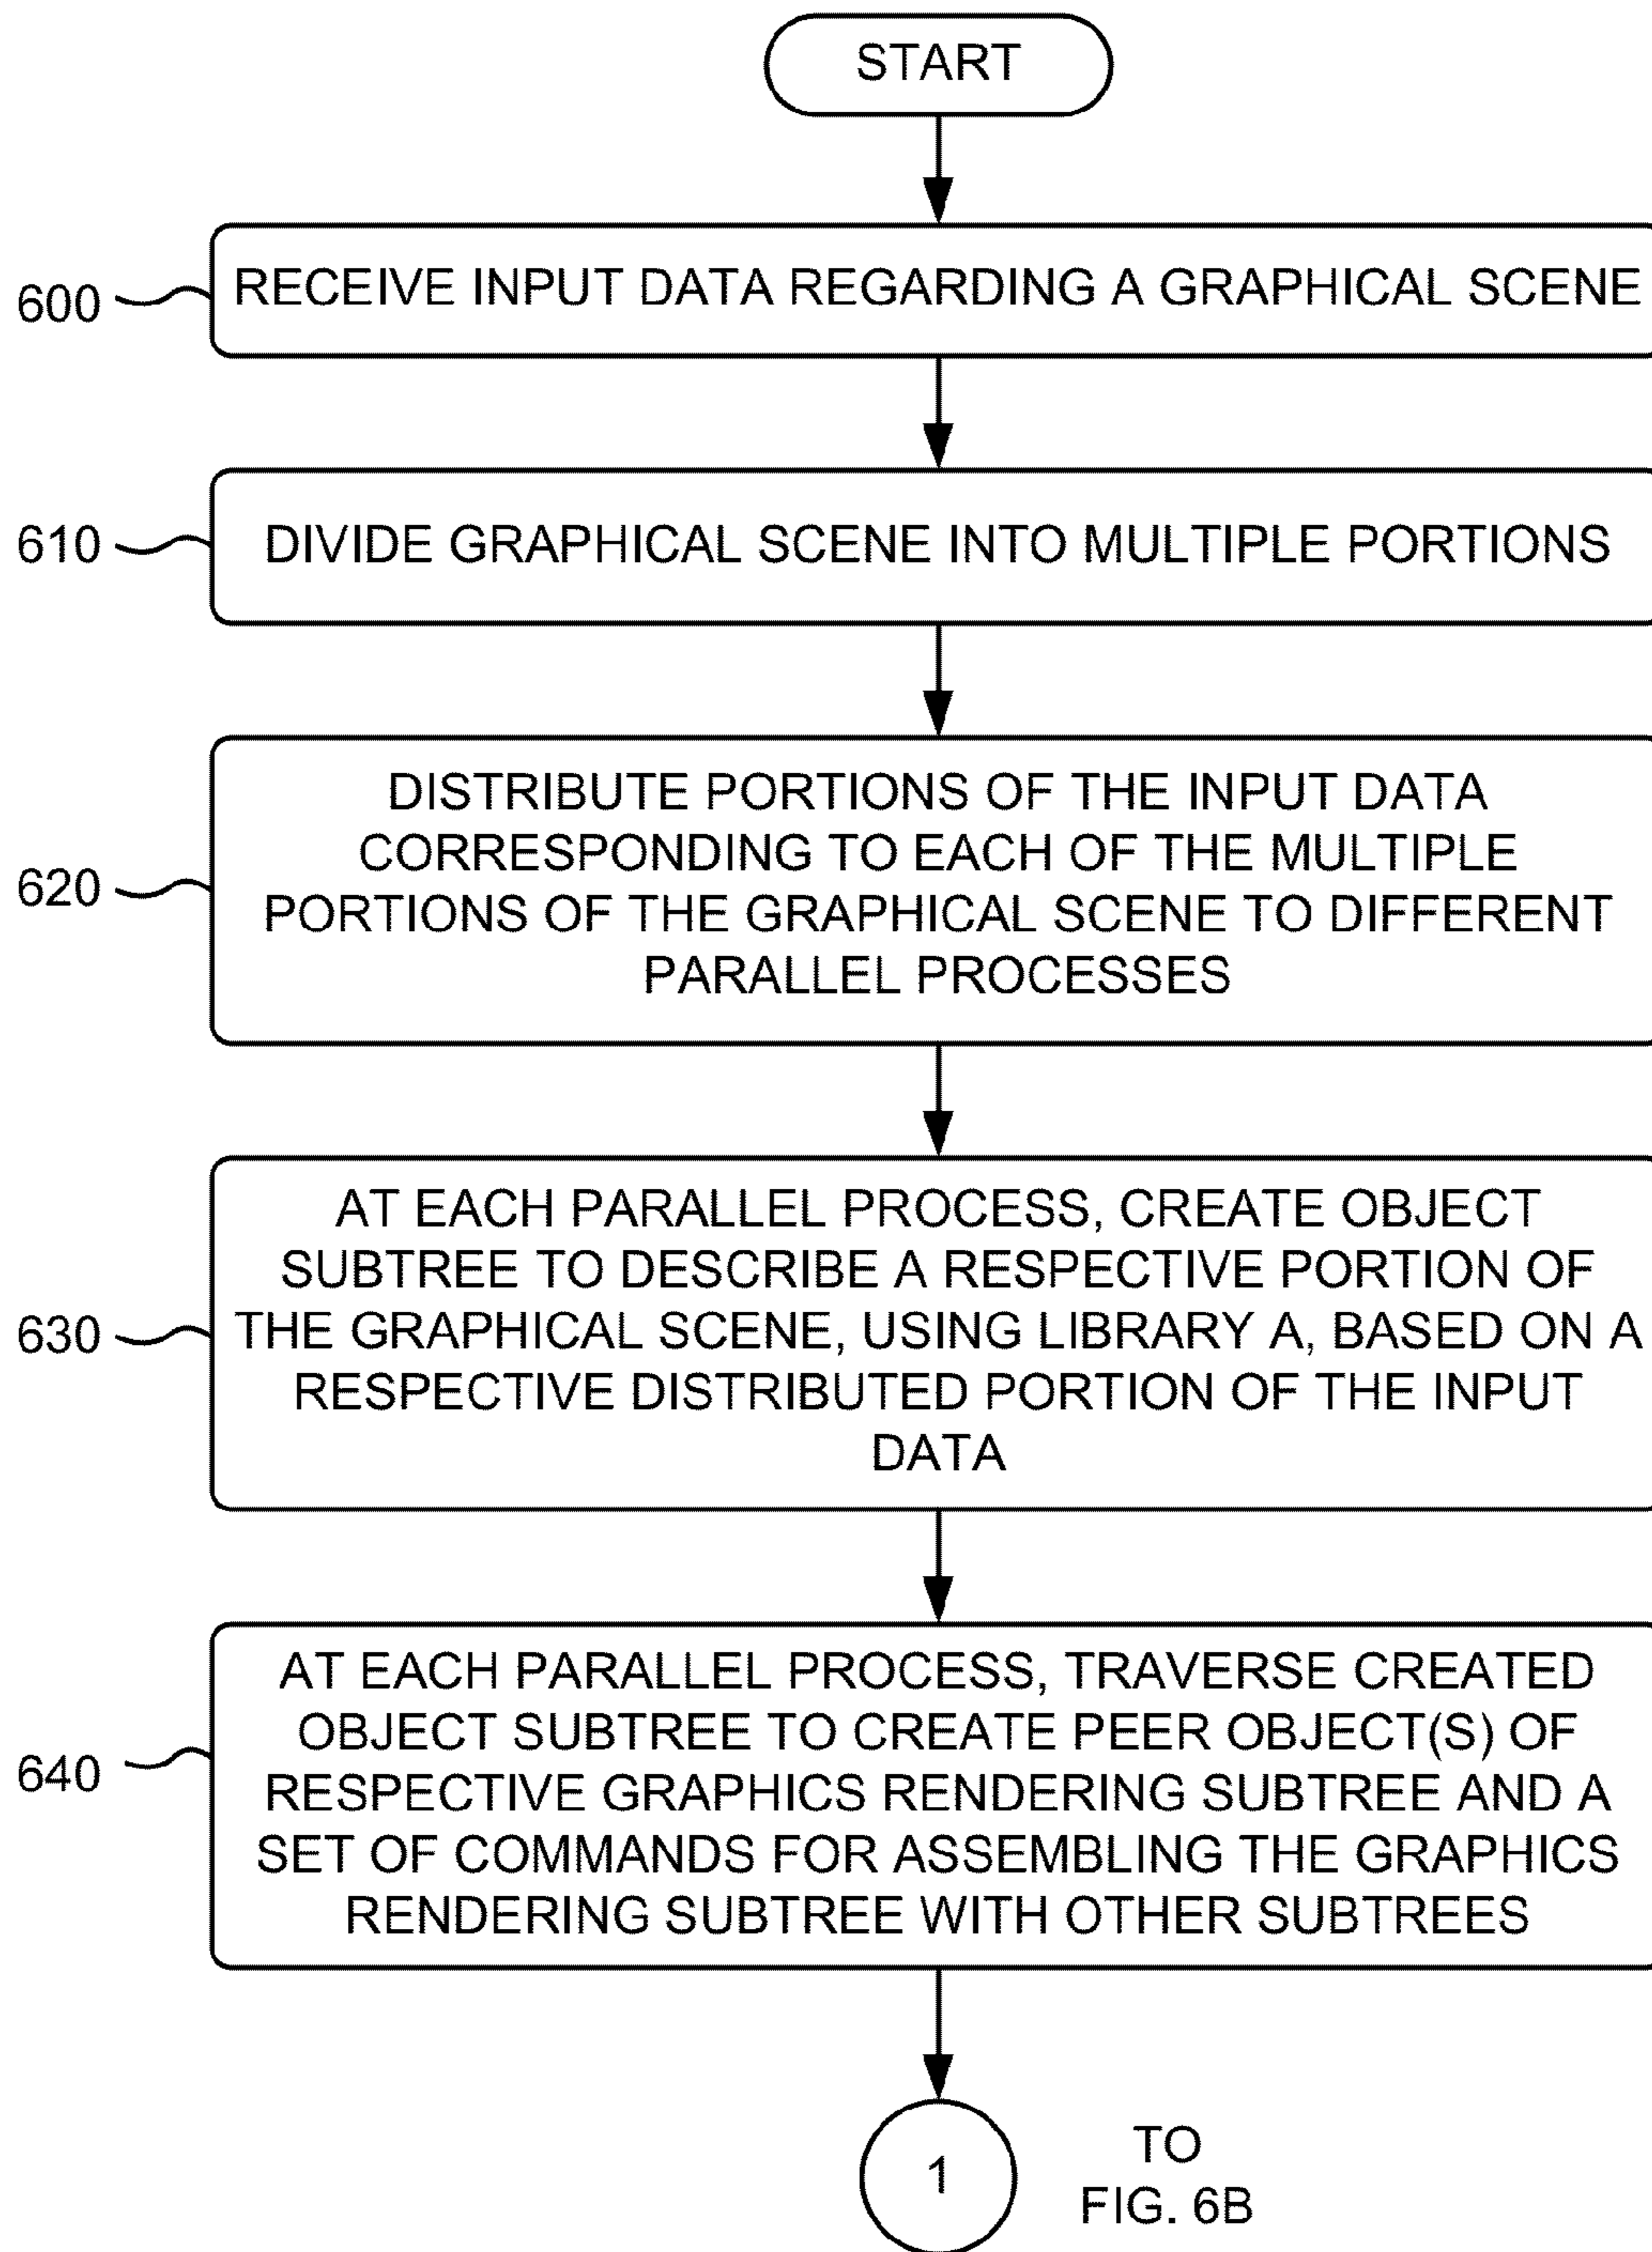 START
600
RECEIVE INPUT DATA REGARDING A GRAPHICAL SCENE
610
DIVIDE GRAPHICAL SCENE INTO MULTIPLE PORTIONS
620
DISTRIBUTE PORTIONS OF THE INPUT DATA
CORRESPONDING TO EACH OF THE MULTIPLE
PORTIONS OF THE GRAPHICAL SCENE TO DIFFERENT
PARALLEL PROCESSES
630
AT EACH PARALLEL PROCESS, CREATE OBJECT
SUBTREE TO DESCRIBE A RESPECTIVE PORTION OF
THE GRAPHICAL SCENE, USING LIBRARY A, BASED ON A
RESPECTIVE DISTRIBUTED PORTION OF THE INPUT
DATA
640
AT EACH PARALLEL PROCESS, TRAVERSE CREATED
OBJECT SUBTREE TO CREATE PEER OBJECT(S) OF
RESPECTIVE GRAPHICS RENDERING SUBTREE AND A
SET OF COMMANDS FOR ASSEMBLING THE GRAPHICS
RENDERING SUBTREE WITH OTHER SUBTREES
1
TO
FIG. 6B